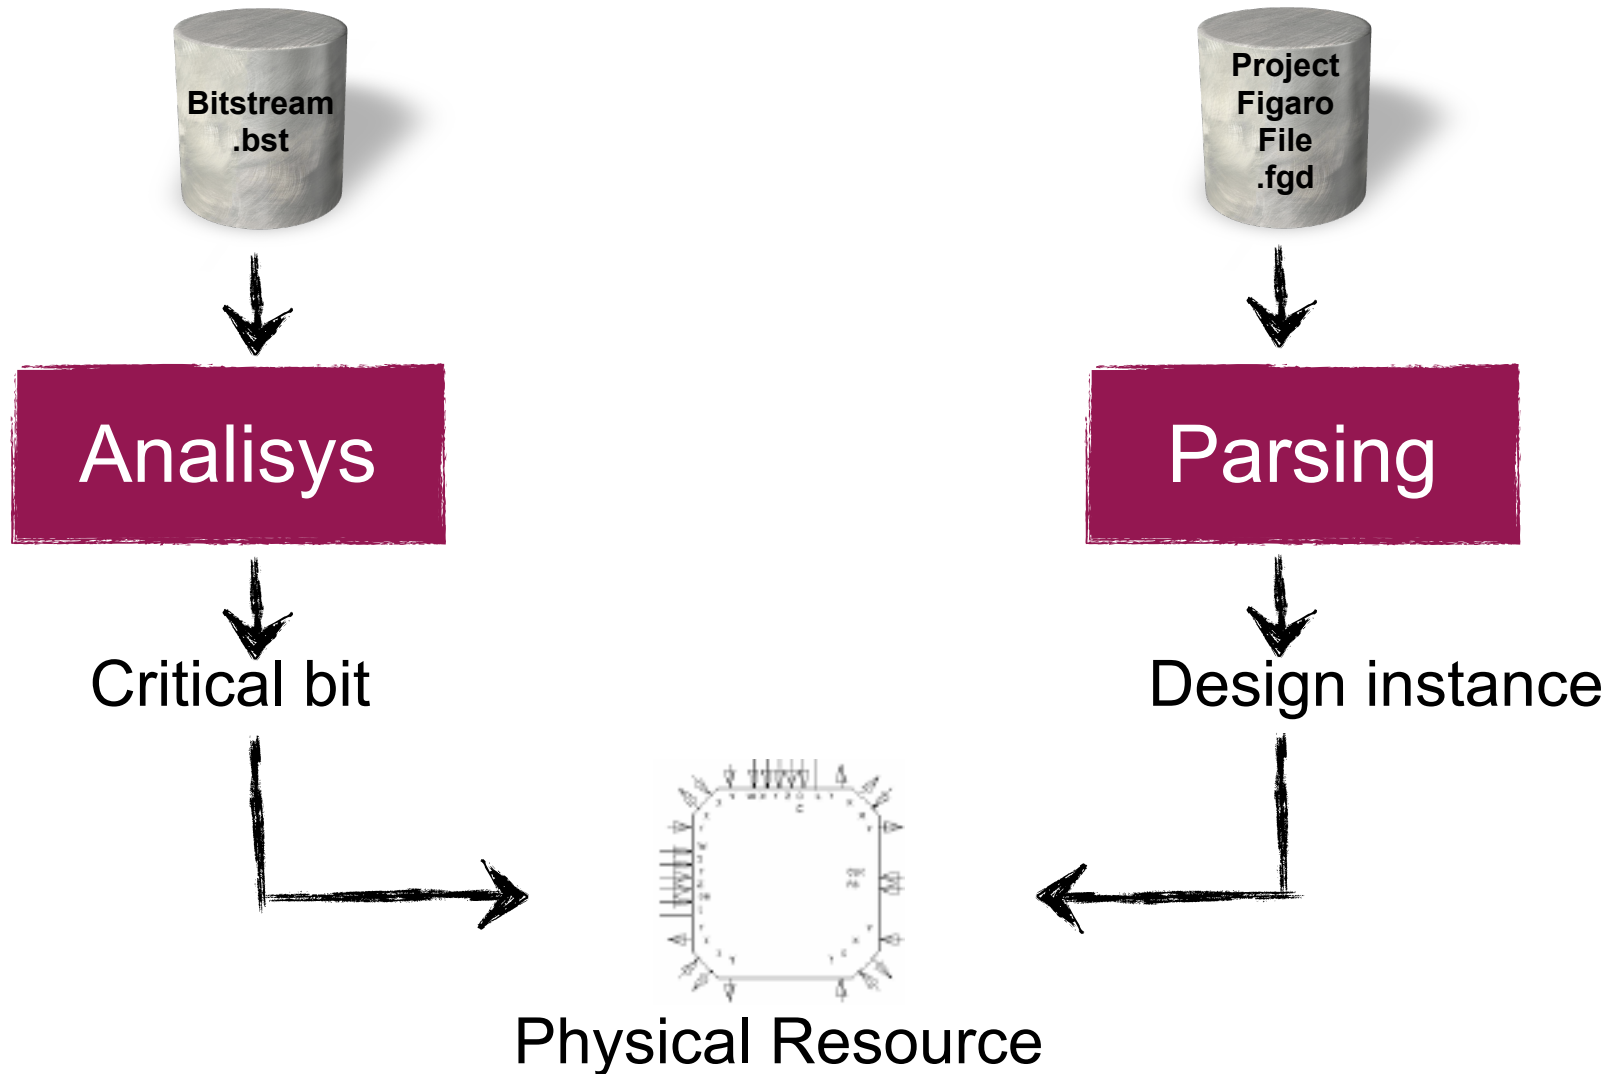 Bitstream
.bst
Project
Figaro
File
.fgd
Analisys
Parsing
Critical bit
Design instance
Physical Resource